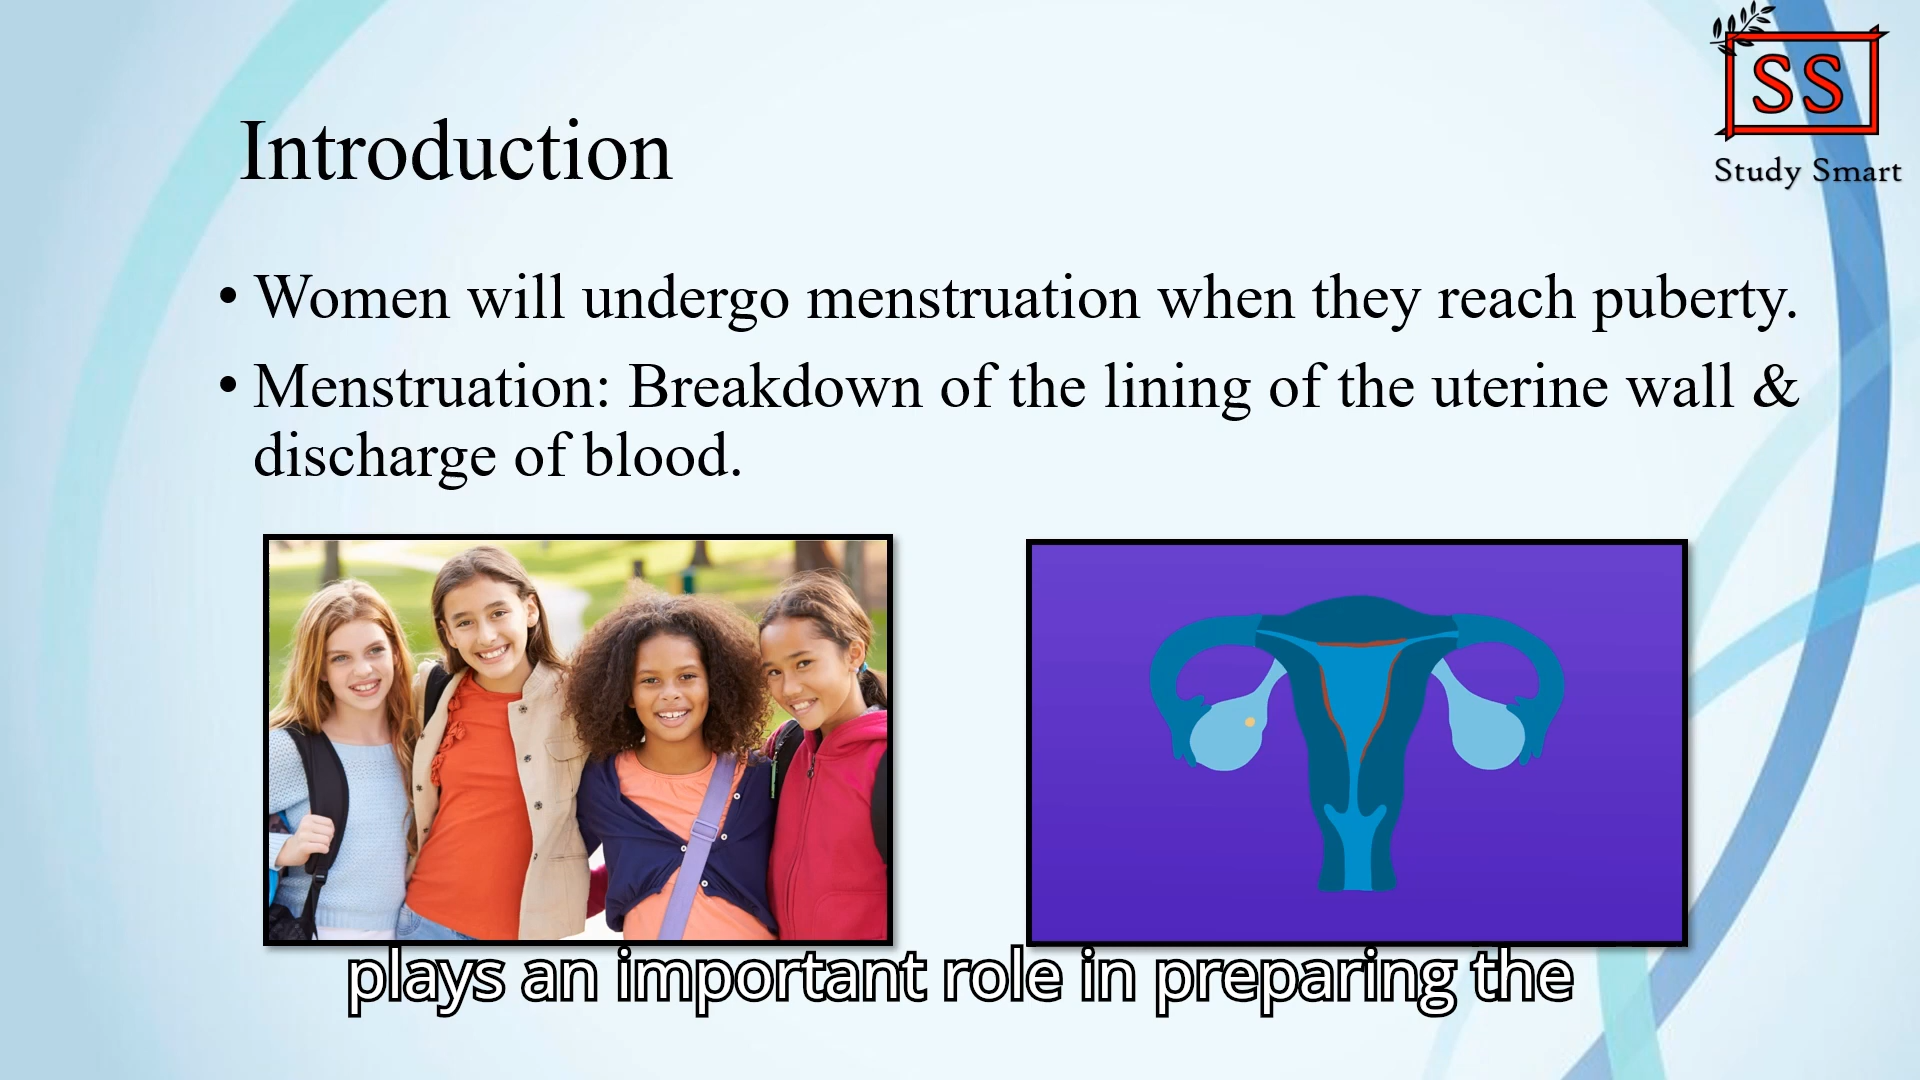 SS
Study Smart
Introduction
• Women will undergo menstruation when they reach puberty.
• Menstruation: Breakdown of the lining of the uterine wall &
discharge of blood.
plays an important role in preparing the